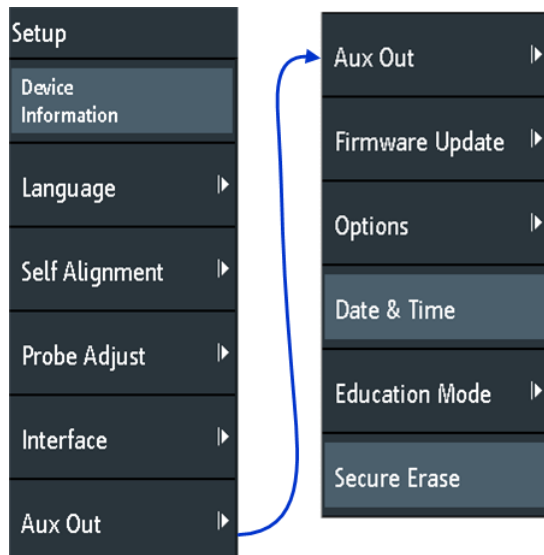 Setup
Device
Information
Language
Self Alignment
Probe Adjust
Interface
Aux Out
Aux Out
Firmware Update
Options
Date & Time
Education Mode
Secure Erase